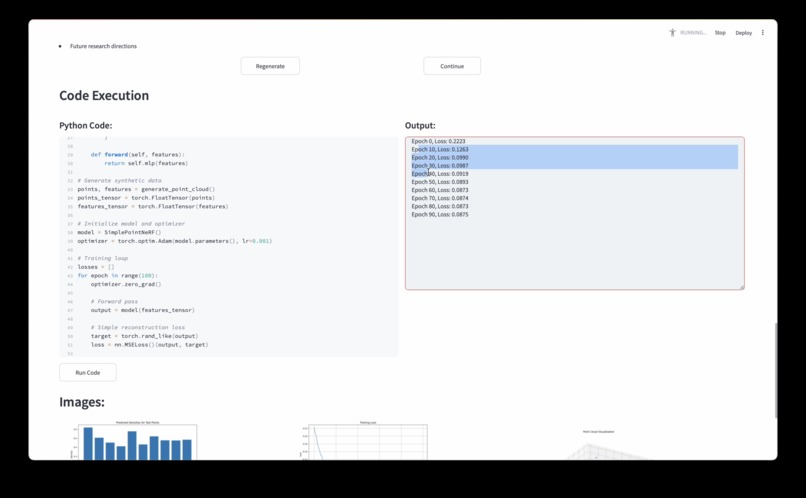 RUNNING...
Stop
Deploy
Future research directions
Regenerate
Continue
Code Execution
Python Code:
27 )
28
29 def forward(self, features):
30 return self.mlp(features)
31
32 # Generate synthetic data
33 points, features = generate_point_cloud()
34 points_tensor = torch.FloatTensor(points)
35 features_tensor = torch.FloatTensor(features)
36
37 # Initialize model and optimizer
38 model = SimplePointNeRF()
39 optimizer = torch.optim.Adam(model.parameters(), lr=0.001)
40
41 # Training loop
42 losses = []
43 for epoch in range(100):
44 optimizer.zero_grad()
45
46 # Forward pass
47 output = model(features_tensor)
48
49 # Simple reconstruction loss
50 target = torch.rand_like(output)
51 loss = nn.MSELoss()(output, target)
52
Output:
Epoch 0, Loss: 0.2223
Epoch 10, Loss: 0.1263
Epoch 20, Loss: 0.0990
Epoch 30, Loss: 0.0987
Epoch 40, Loss: 0.0919
Epoch 50, Loss: 0.0893
Epoch 60, Loss: 0.0873
Epoch 70, Loss: 0.0874
Epoch 80, Loss: 0.0873
Epoch 90, Loss: 0.0875
Run Code
Images:
Predicted Densities for Test Points
Training Loss
Point Cloud Visualization